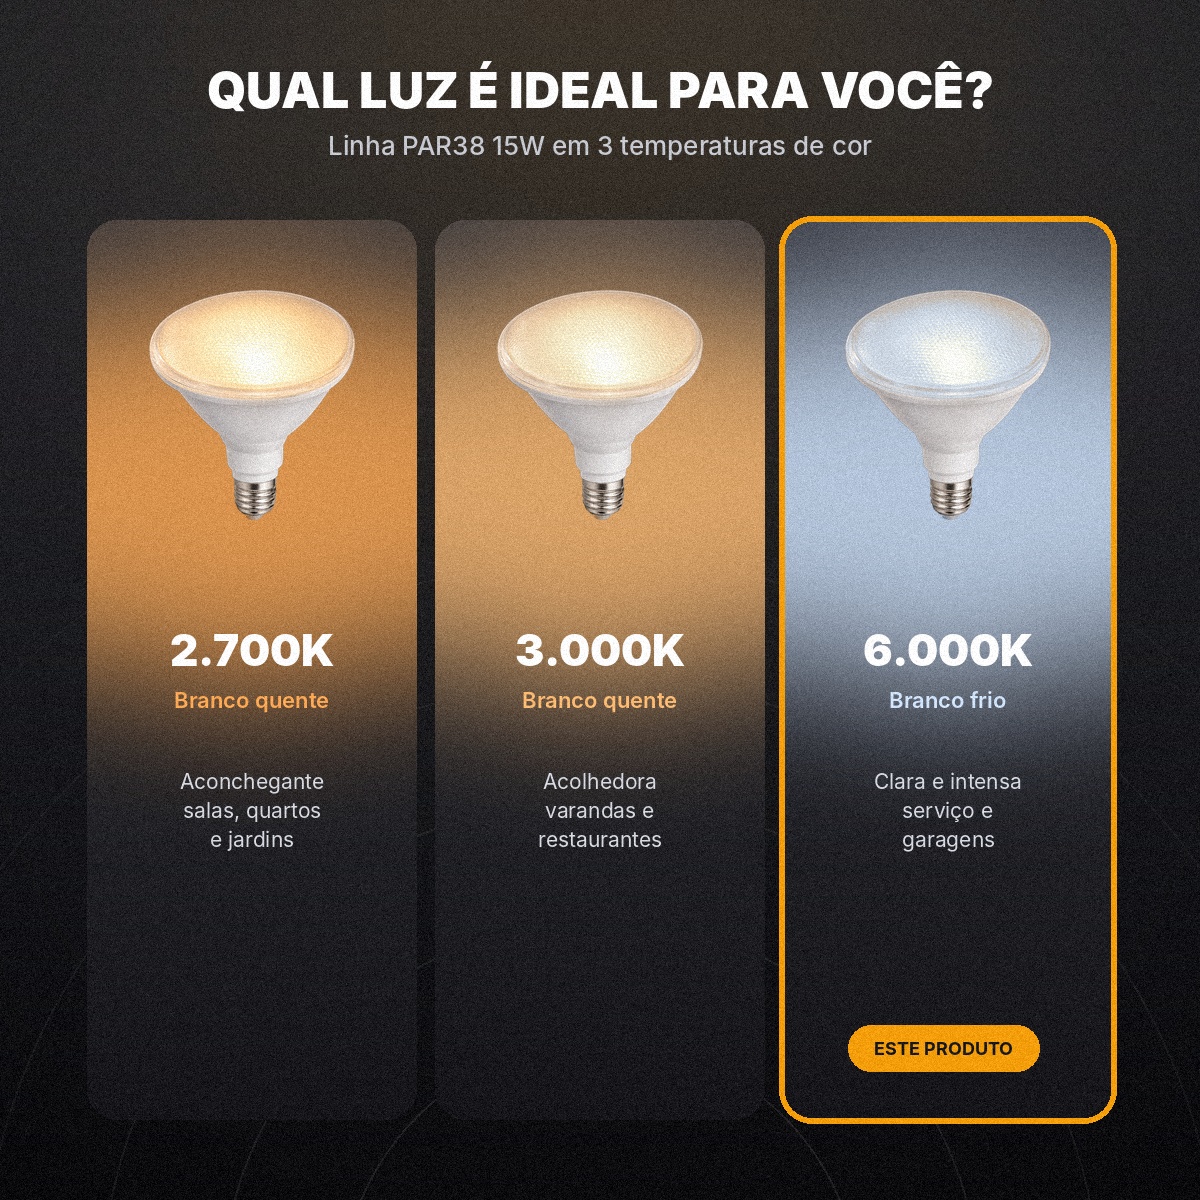 QUAL LUZ É IDEAL PARA VOCÊ?
Linha PAR38 15W em 3 temperaturas de cor
2.700K
Branco quente
Aconchegante
salas, quartos
e jardins
3.000K
Branco quente
Acolhedora
varandas e
restaurantes
6.000K
Branco frio
Clara e intensa
serviço e
garagens
ESTE PRODUTO